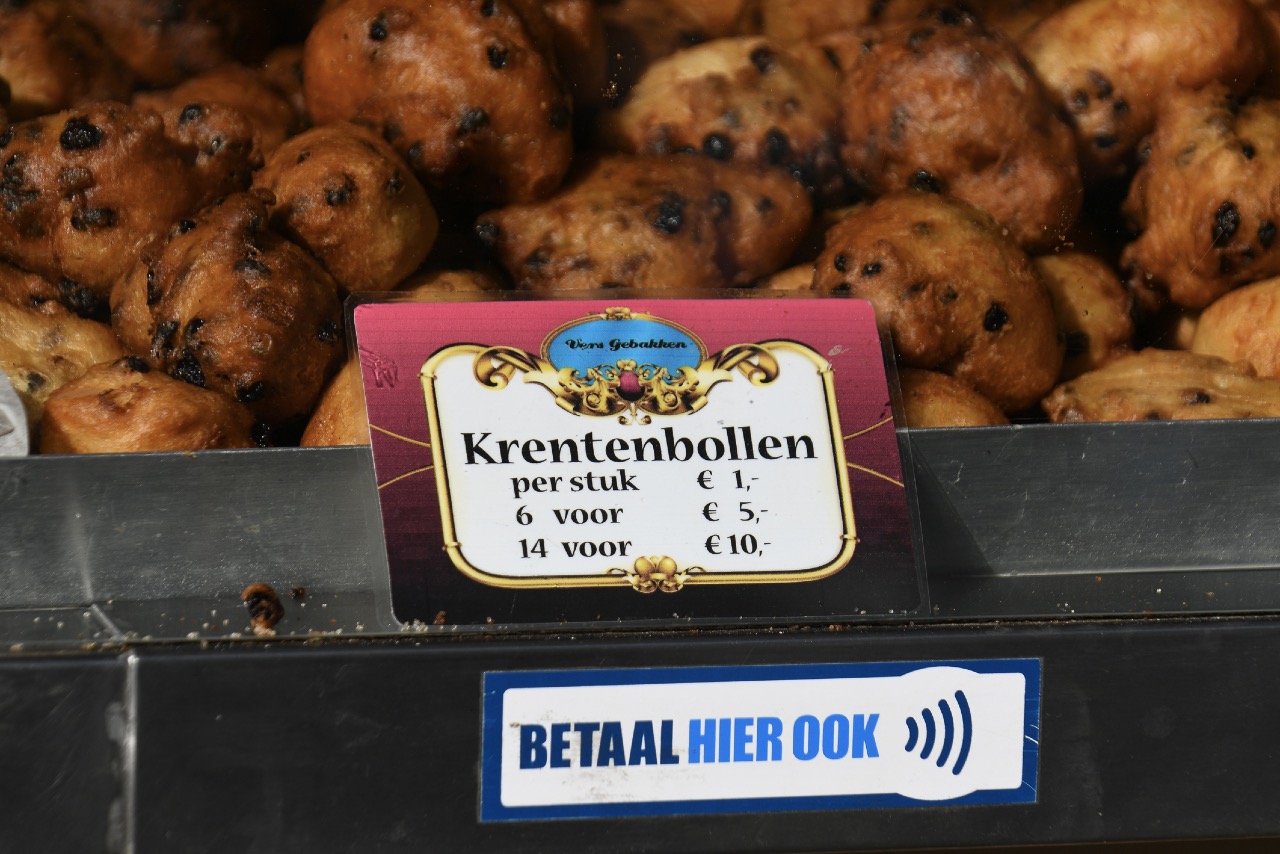 Vers Gebakken
Krentenbollen
per stuk € 1,-
6 voor € 5,-
14 voor € 10,-
BETAAL HIER OOK